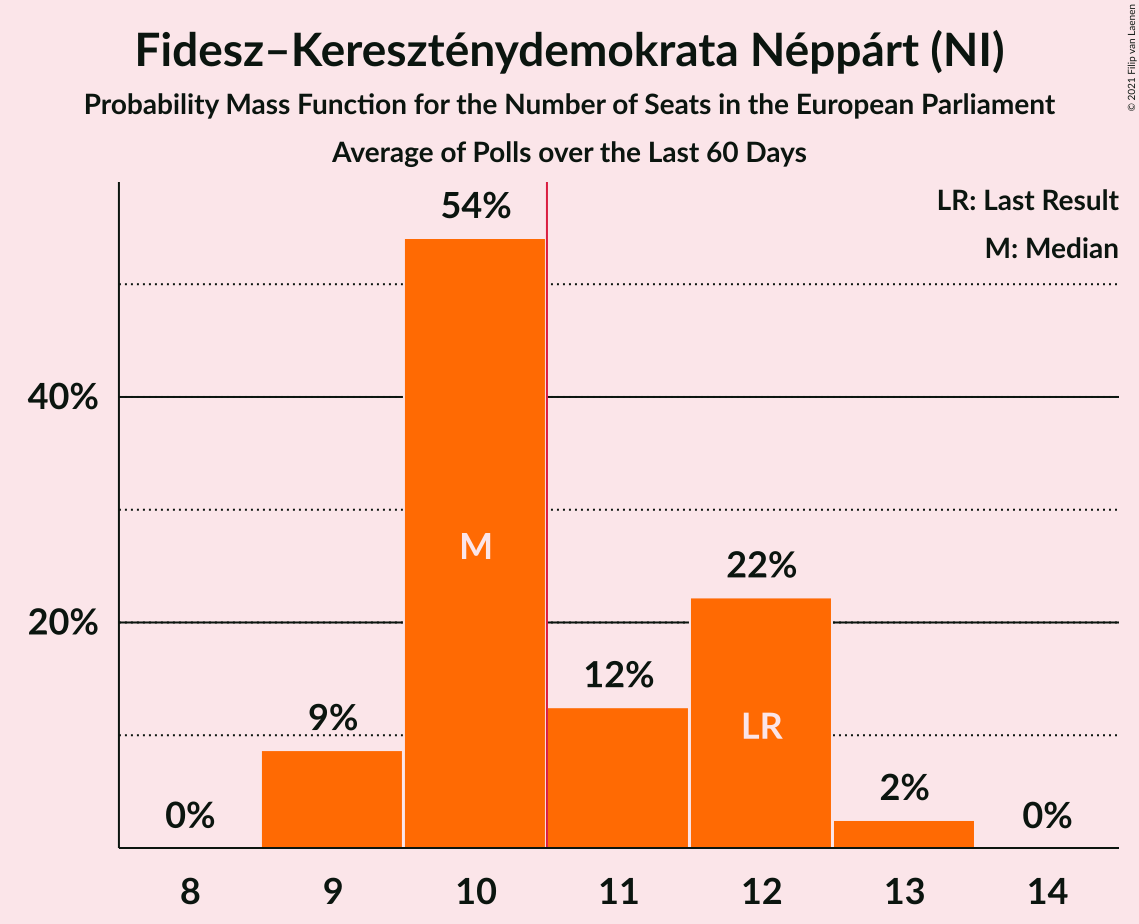 Fidesz–Kereszténydemokrata Néppárt (NI)
Probability Mass Function for the Number of Seats in the European Parliament
Average of Polls over the Last 60 Days
© 2021 Filip van Laenen
LR: Last Result
M: Median
54%
40%
M
22%
20%
12%
9%
LR
2%
0%
0%
8 9 10 11 12 13 14